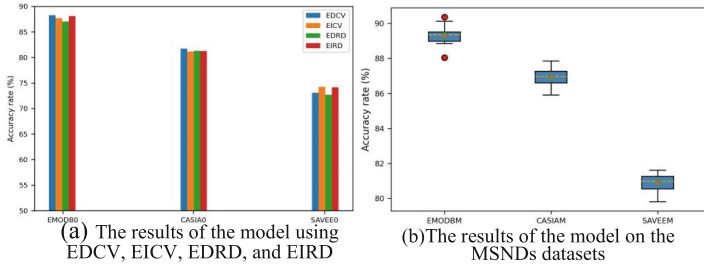 90
85
80
75
70
65
60
55
50
Accuracy rate (%)
EDCV
EICV
EDRD
EIRD
EMODB0
CASIA0
SAVEE0
(a) The results of the model using
EDCV, EICV, EDRD, and EIRD
90
88
86
84
82
80
Accuracy rate (%)
EMODBM
CASIAM
SAVEEM
(b)The results of the model on the
MSNDs datasets